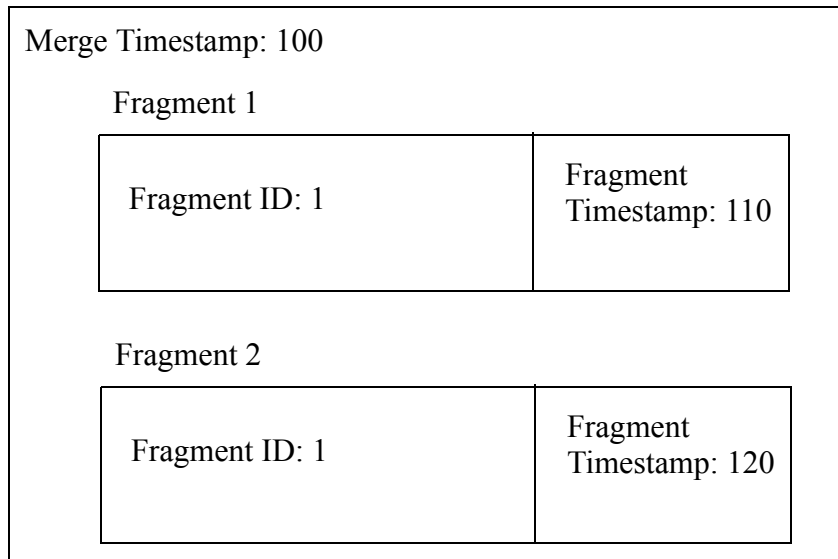 Merge Timestamp: 100
Fragment 1
Fragment ID: 1
Fragment
Timestamp: 110
Fragment 2
Fragment ID: 1
Fragment
Timestamp: 120